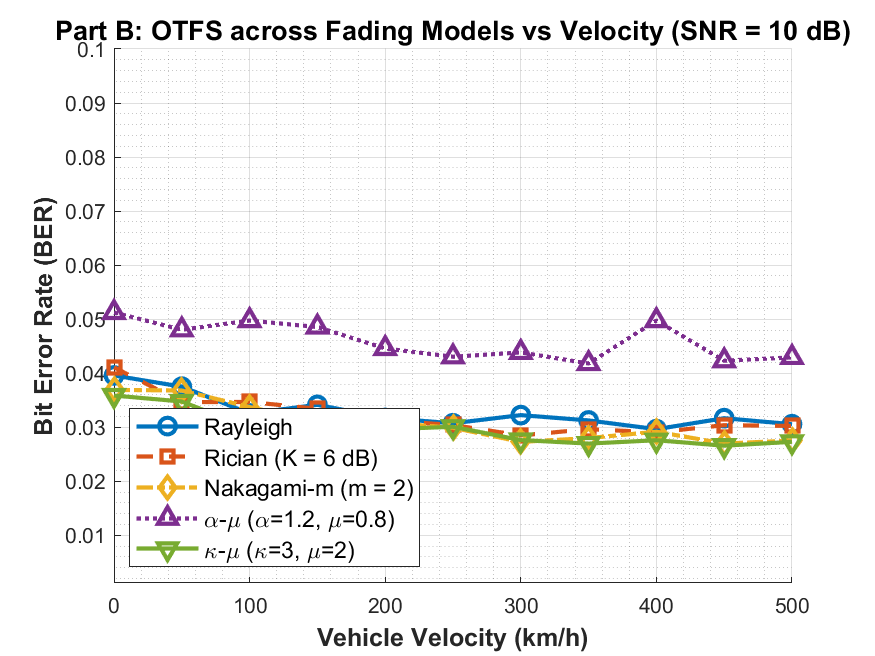 Part B: OTFS across Fading Models vs Velocity (SNR = 10 dB)
0.1
0.09
0.08
0.07
0.06
0.05
0.04
0.03
0.02
0.01
Bit Error Rate (BER)
Rayleigh
Rician (K = 6 dB)
Nakagami-m (m = 2)
α-μ (α=1.2, μ=0.8)
κ-μ (κ=3, μ=2)
0 100 200 300 400 500
Vehicle Velocity (km/h)